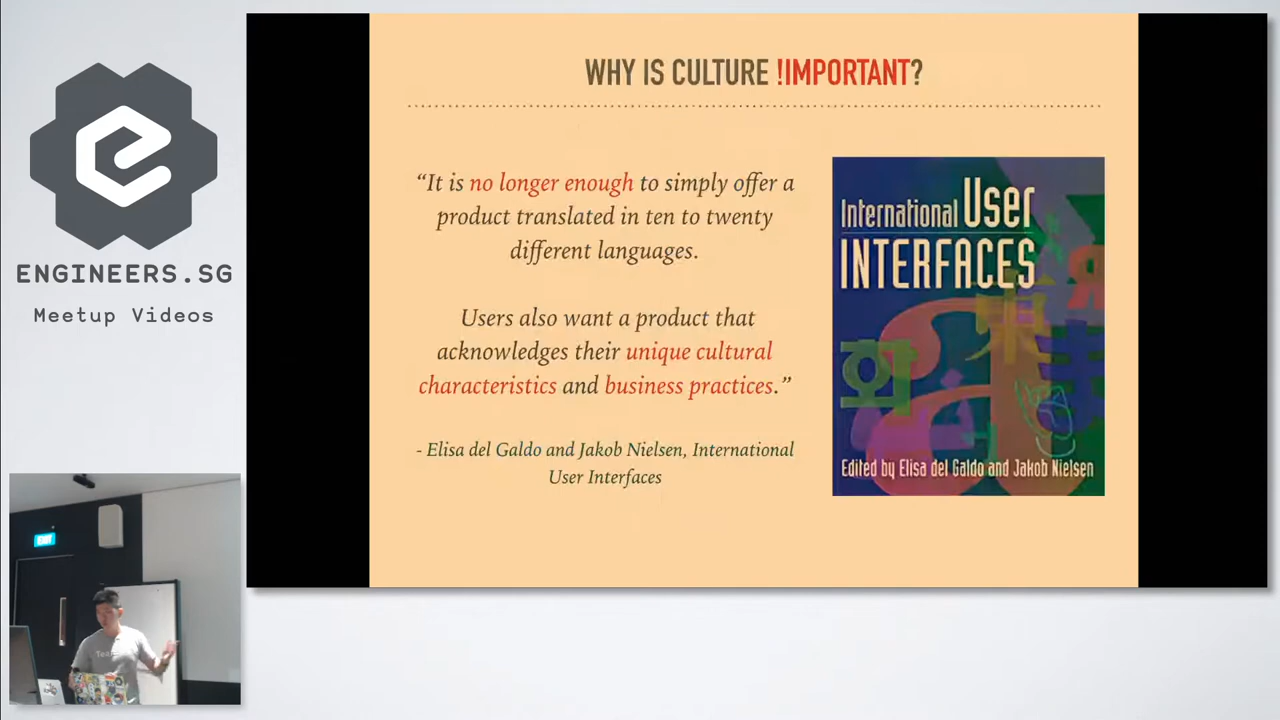 ENGINEERS.SG
Meetup Videos
WHY IS CULTURE !IMPORTANT?
“It is no longer enough to simply offer a
product translated in ten to twenty
different languages.
Users also want a product that
acknowledges their unique cultural
characteristics and business practices.”
- Elisa del Galdo and Jakob Nielsen, International
User Interfaces
International User
INTERFACES
회
Edited by Elisa del Galdo and Jakob Nielsen
EXIT